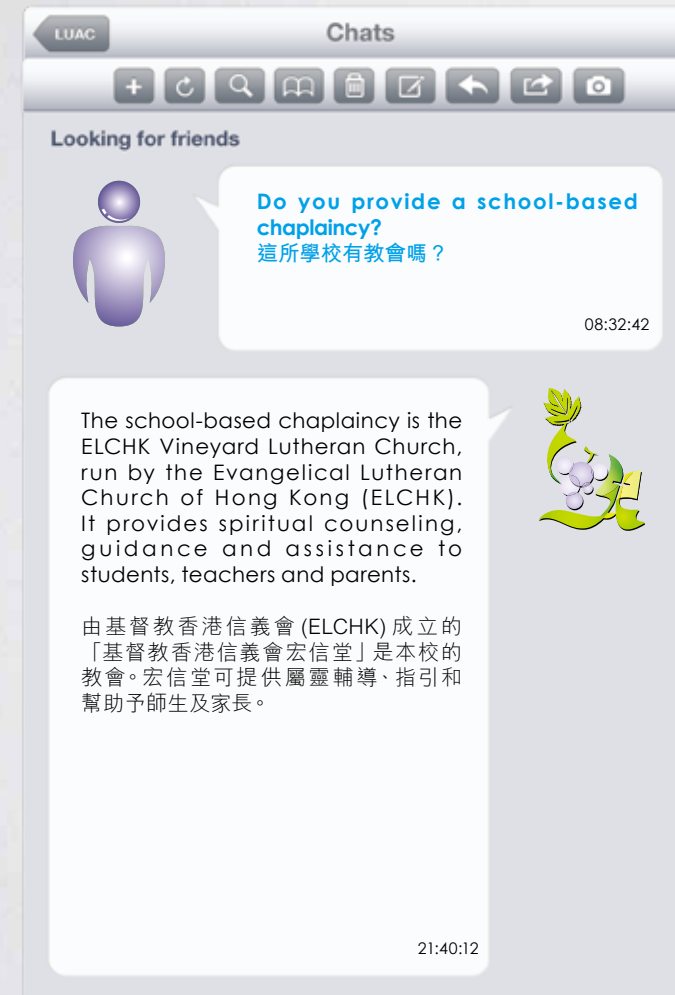 LUAC
Chats
Looking for friends
Do you provide a school-based
chaplaincy?
這所學校有教會嗎？
08:32:42
The school-based chaplaincy is the
ELCHK Vineyard Lutheran Church,
run by the Evangelical Lutheran
Church of Hong Kong (ELCHK).
It provides spiritual counseling,
guidance and assistance to
students, teachers and parents.
由基督教香港信義會(ELCHK)成立的
「基督教香港信義會宏信堂」是本校的
教會。宏信堂可提供屬靈輔導、指引和
幫助予師生及家長。
21:40:12